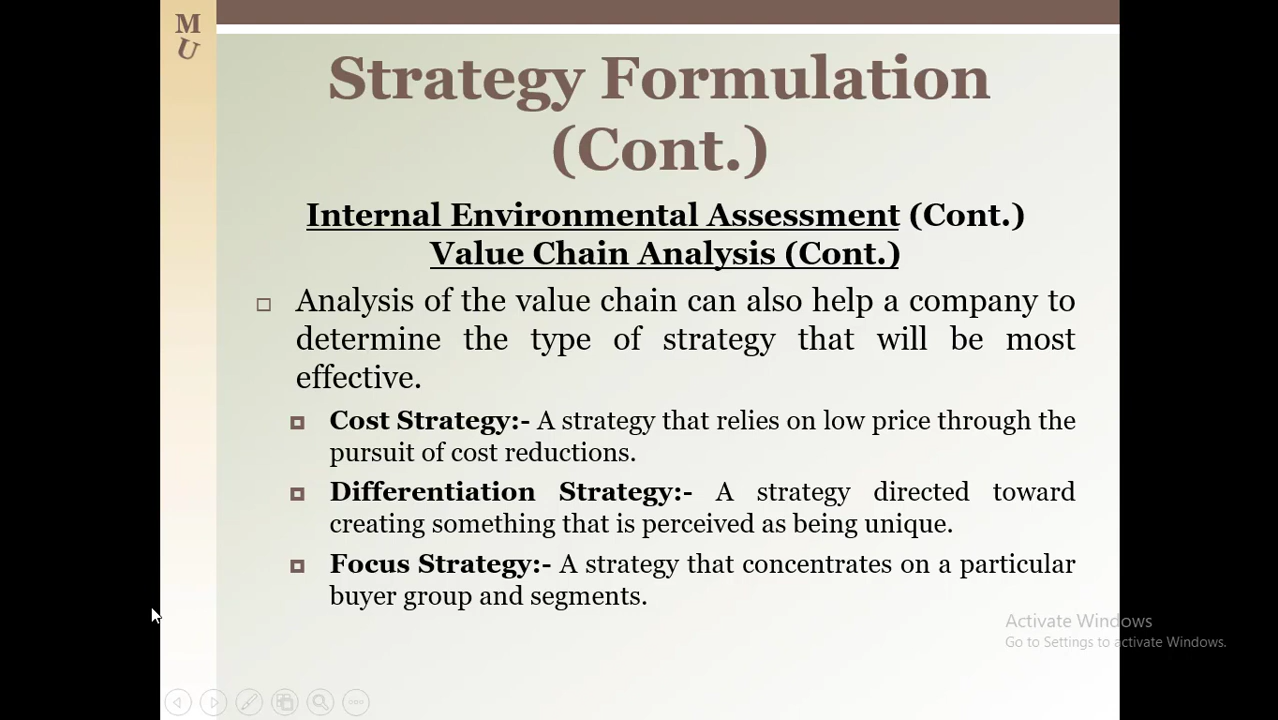 M
U
Strategy Formulation
(Cont.)
Internal Environmental Assessment (Cont.)
Value Chain Analysis (Cont.)
Analysis of the value chain can also help a company to
determine the type of strategy that will be most
effective.
Cost Strategy:- A strategy that relies on low price through the
pursuit of cost reductions.
Differentiation Strategy:- A strategy directed toward
creating something that is perceived as being unique.
Focus Strategy:- A strategy that concentrates on a particular
buyer group and segments.
Activate Windows
Go to Settings to activate Windows.